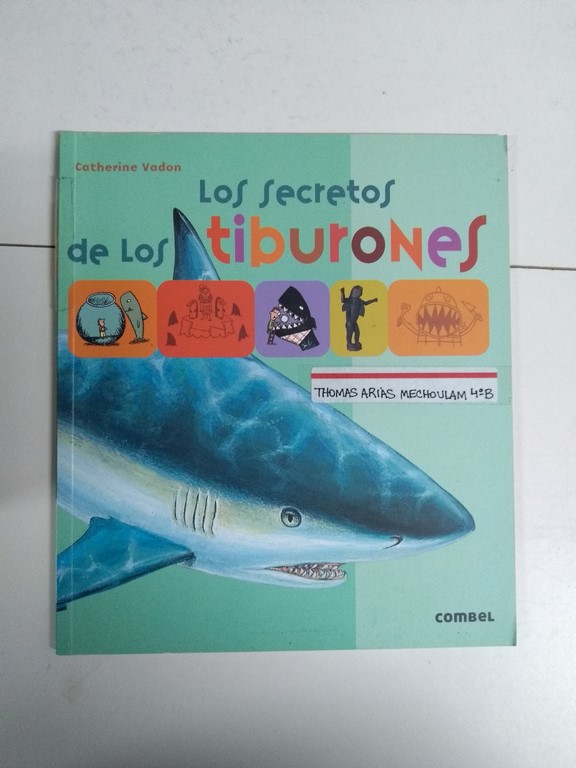 Catherine Vadon
Los secretos
de Los tiburones
THOMAS ARIAS MECHOULAM 4ºB
COMBEL